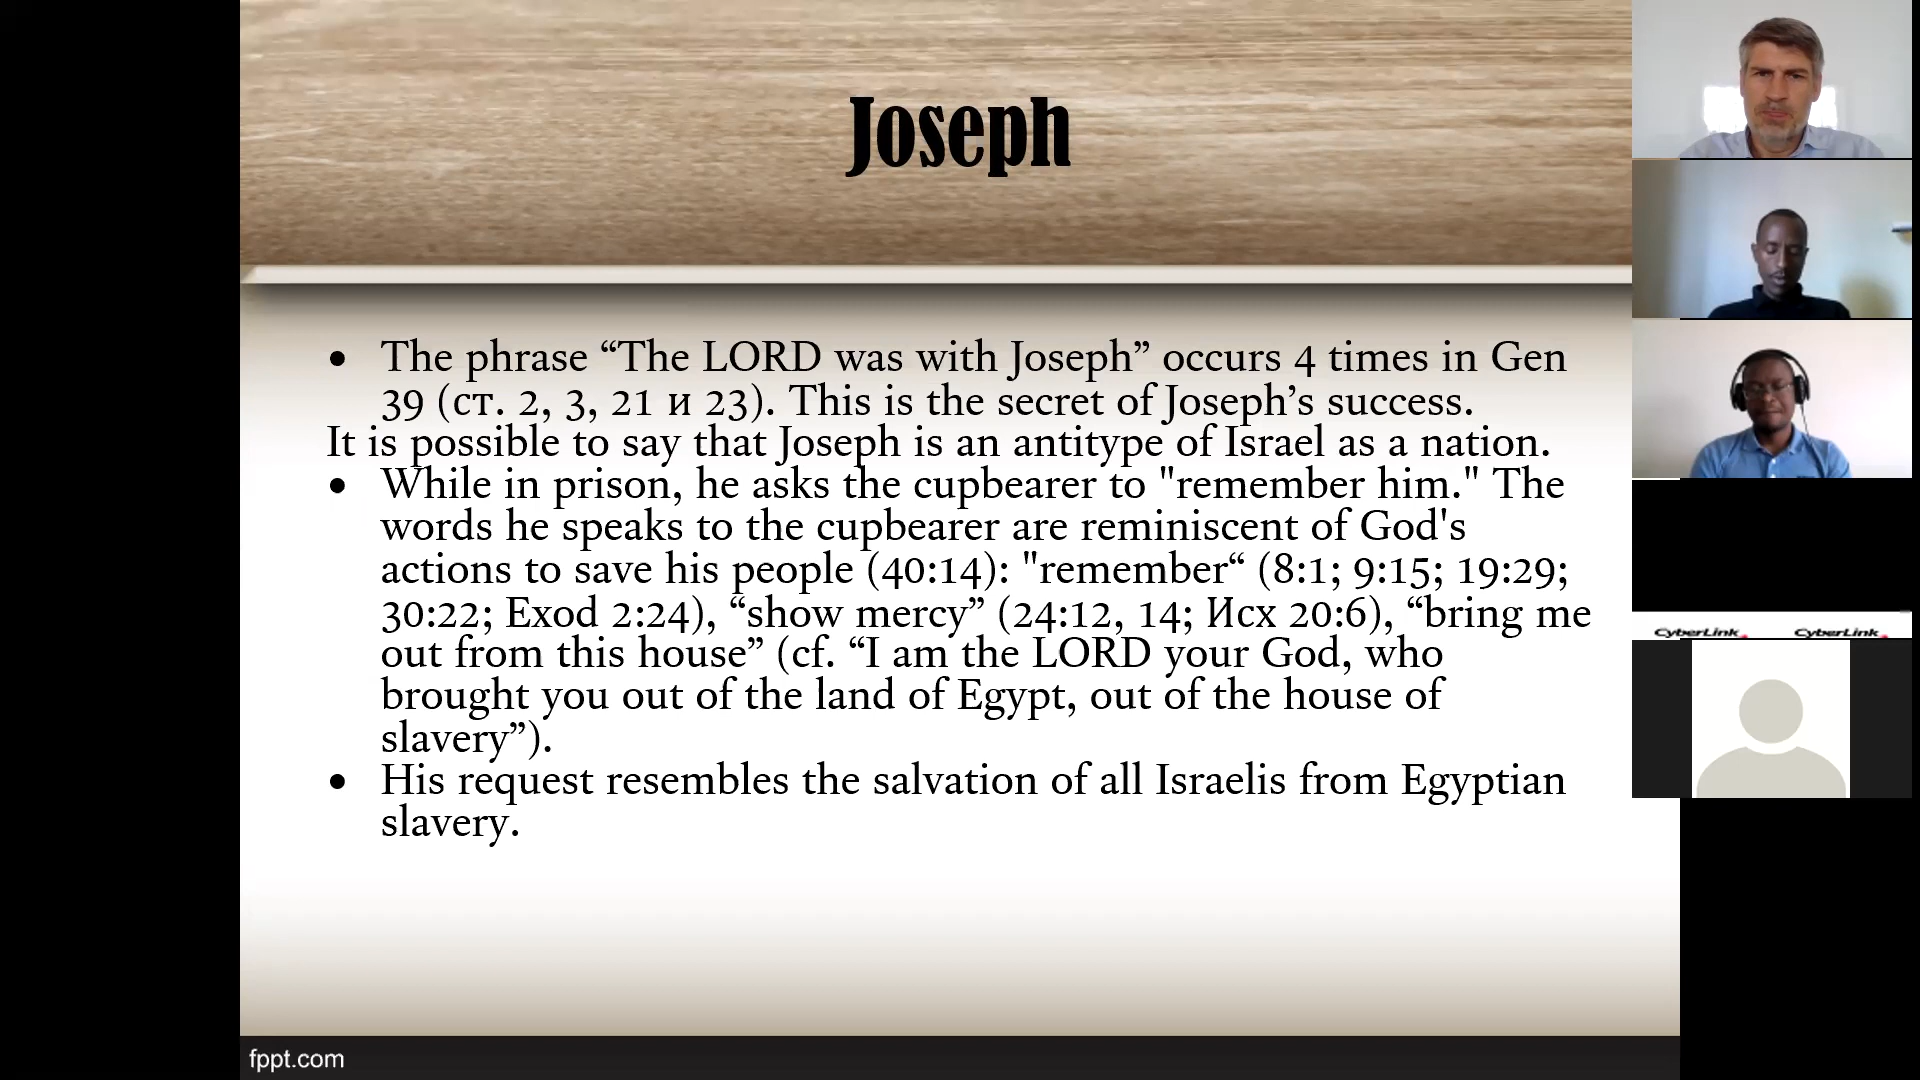 Joseph
• The phrase “The LORD was with Joseph” occurs 4 times in Gen
39 (ст. 2, 3, 21 и 23). This is the secret of Joseph’s success.
It is possible to say that Joseph is an antitype of Israel as a nation.
• While in prison, he asks the cupbearer to "remember him." The
words he speaks to the cupbearer are reminiscent of God's
actions to save his people (40:14): "remember“ (8:1; 9:15; 19:29;
30:22; Exod 2:24), “show mercy” (24:12, 14; Исх 20:6), “bring me
out from this house” (cf. “I am the LORD your God, who
brought you out of the land of Egypt, out of the house of
slavery”).
• His request resembles the salvation of all Israelis from Egyptian
slavery.
CyberLink CyberLink
fppt.com